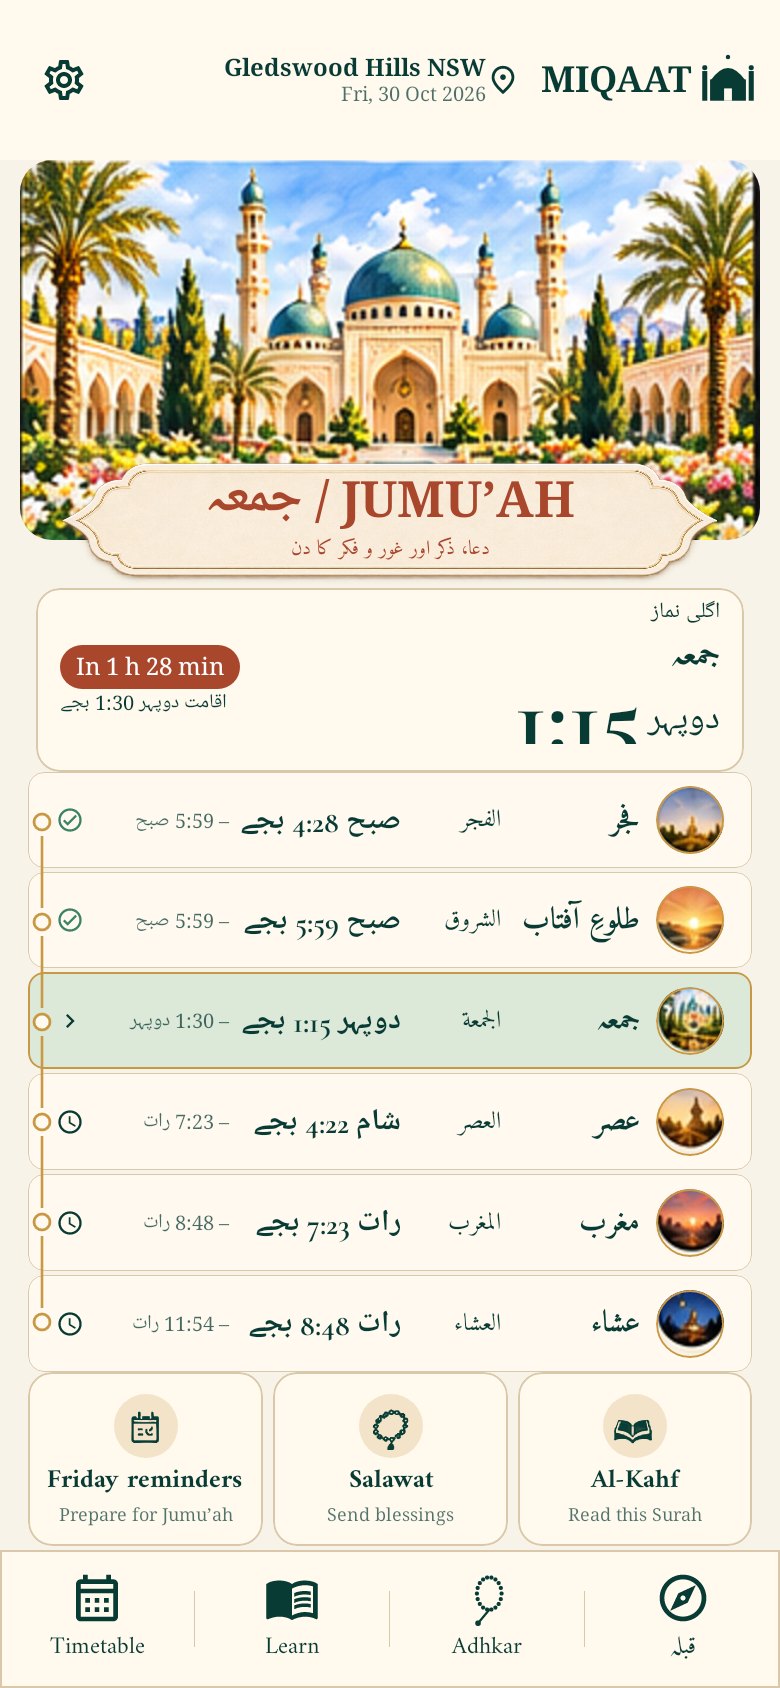 MIQAAT
Gledswood Hills NSW
Fri, 30 Oct 2026
جمعہ / JUMU’AH
دعا، ذکر اور غور و فکر کا دن
اگلی نماز
جمعہ
دوپہر 1:15
In 1 h 28 min
اقامت دوپہر 1:30 بجے
فجر الفجر صبح 4:28 بجے – 5:59 صبح
طلوعِ آفتاب الشروق صبح 5:59 بجے – 5:59 صبح
جمعہ الجمعة دوپہر 1:15 بجے – 1:30 دوپہر
عصر العصر شام 4:22 بجے – 7:23 رات
مغرب المغرب رات 7:23 بجے – 8:48 رات
عشاء العشاء رات 8:48 بجے – 11:54 رات
Al-Kahf
Read this Surah
Salawat
Send blessings
Friday reminders
Prepare for Jumu’ah
قبلہ
Adhkar
Learn
Timetable